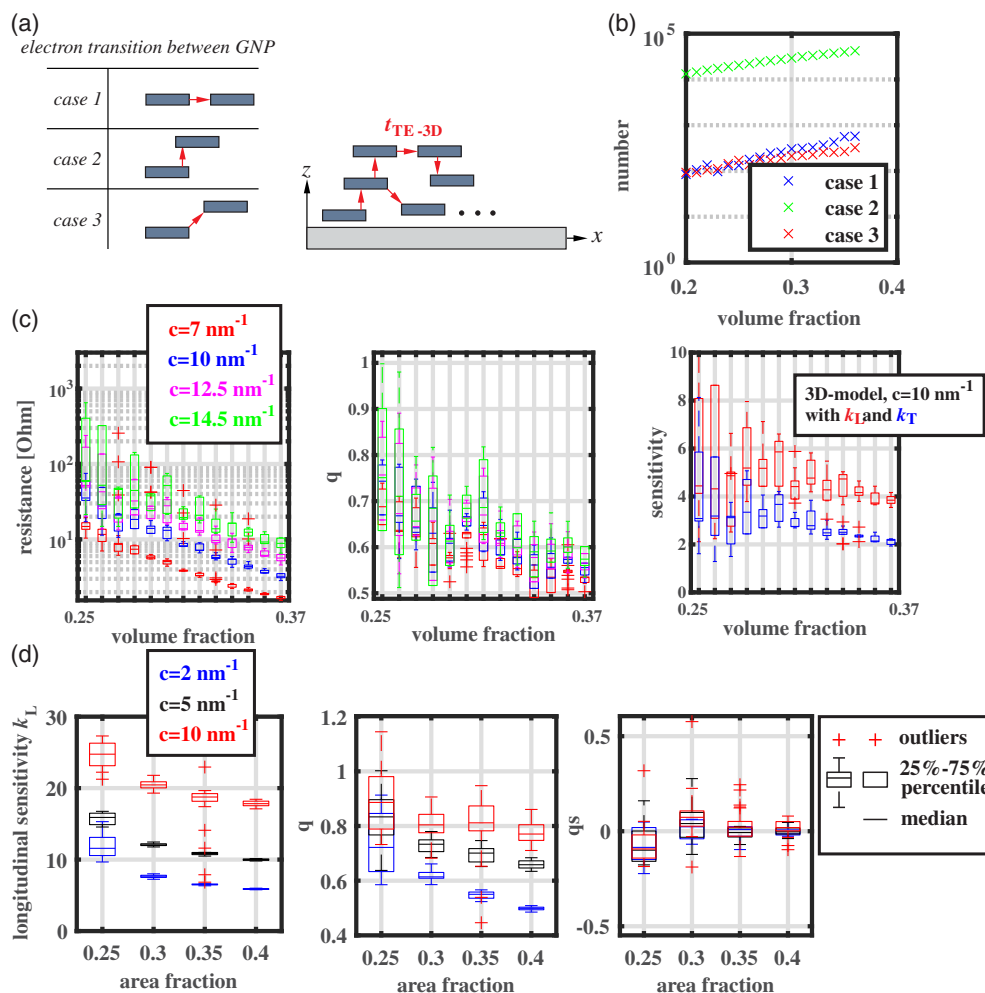 (a)
electron transition between GNP
case 1
case 2
case 3
t_TE-3D
z
x
(b)
10^5
10^0
number
0.2
0.3
0.4
volume fraction
case 1
case 2
case 3
(c)
c=7 nm^-1
c=10 nm^-1
c=12.5 nm^-1
c=14.5 nm^-1
resistance [Ohm]
10^3
10^2
10^1
0.25
0.37
volume fraction
q
1
0.9
0.8
0.7
0.6
0.5
0.25
0.37
volume fraction
sensitivity
10
8
6
4
2
0
3D-model, c=10 nm^-1
with k_L and k_T
0.25
0.37
volume fraction
(d)
c=2 nm^-1
c=5 nm^-1
c=10 nm^-1
longitudinal sensitivity k_L
30
20
10
0
0.25
0.3
0.35
0.4
area fraction
q
1.2
1
0.8
0.6
0.4
0.25
0.3
0.35
0.4
area fraction
qs
0.5
0
-0.5
0.25
0.3
0.35
0.4
area fraction
outliers
25%-75%
percentile
median